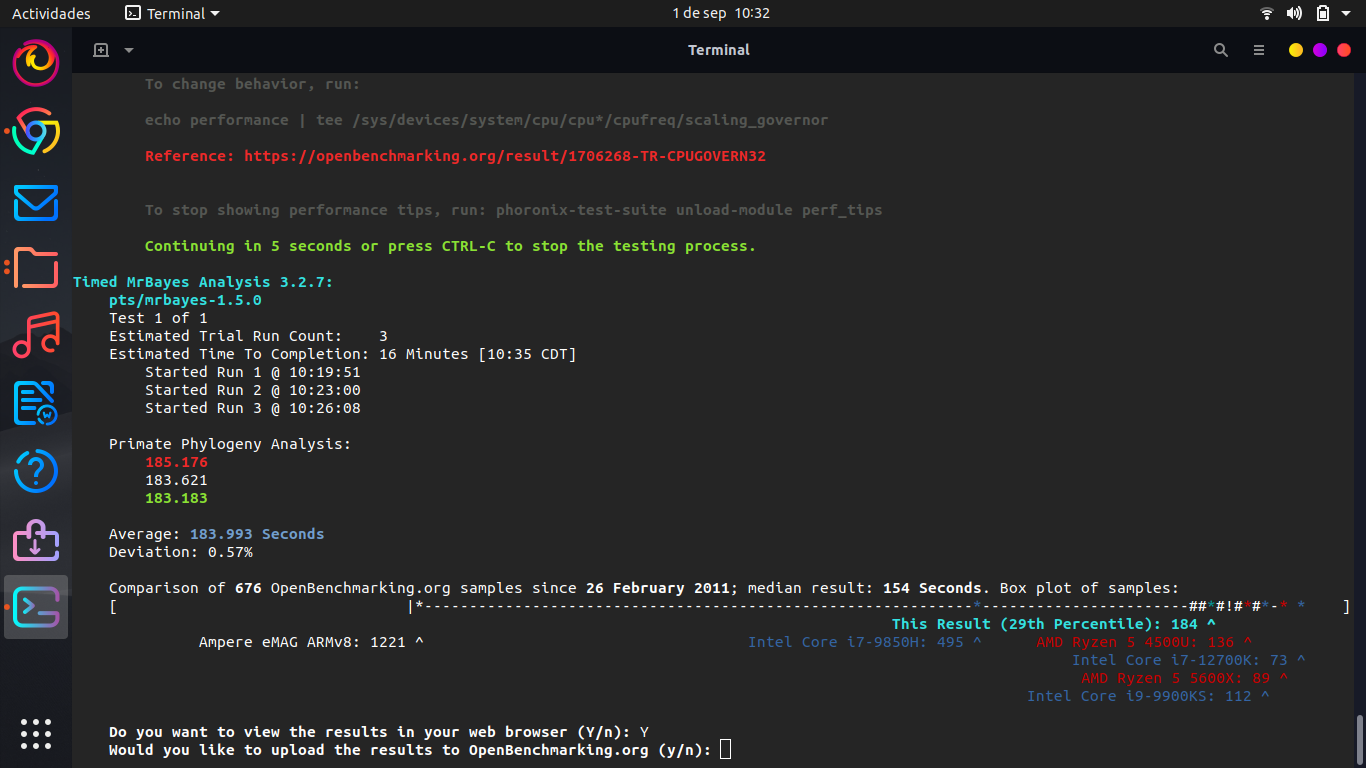 Actividades Terminal 1 de sep 10:32
Terminal
To change behavior, run:
echo performance | tee /sys/devices/system/cpu/cpu*/cpufreq/scaling_governor
Reference: https://openbenchmarking.org/result/1706268-TR-CPUGOVERN32
To stop showing performance tips, run: phoronix-test-suite unload-module perf_tips
Continuing in 5 seconds or press CTRL-C to stop the testing process.
Timed MrBayes Analysis 3.2.7:
pts/mrbayes-1.5.0
Test 1 of 1
Estimated Trial Run Count:    3
Estimated Time To Completion: 16 Minutes [10:35 CDT]
Started Run 1 @ 10:19:51
Started Run 2 @ 10:23:00
Started Run 3 @ 10:26:08
Primate Phylogeny Analysis:
185.176
183.621
183.183
Average: 183.993 Seconds
Deviation: 0.57%
Comparison of 676 OpenBenchmarking.org samples since 26 February 2011; median result: 154 Seconds. Box plot of samples:
[                                |*-------------------------------------------------------------*-----------------------##*#!#*#*-* *    ]
This Result (29th Percentile): 184 ^
Ampere eMAG ARMv8: 1221 ^ Intel Core i7-9850H: 495 ^ AMD Ryzen 5 4500U: 136 ^
Intel Core i7-12700K: 73 ^
AMD Ryzen 5 5600X: 89 ^
Intel Core i9-9900KS: 112 ^
Do you want to view the results in your web browser (Y/n): Y
Would you like to upload the results to OpenBenchmarking.org (y/n):